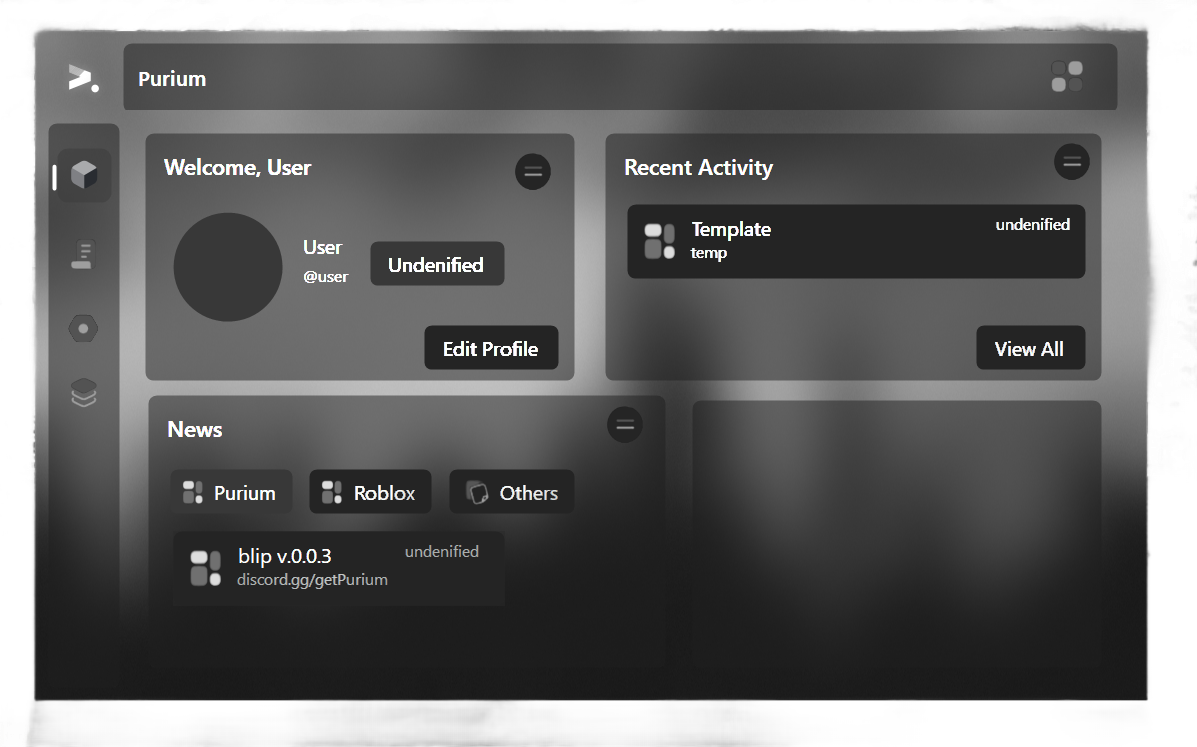 Purium
Welcome, User
User
@user
Undenified
Edit Profile
Recent Activity
Template
undenified
temp
View All
News
Purium
Roblox
Others
blip v.0.0.3
undenified
discord.gg/getPurium